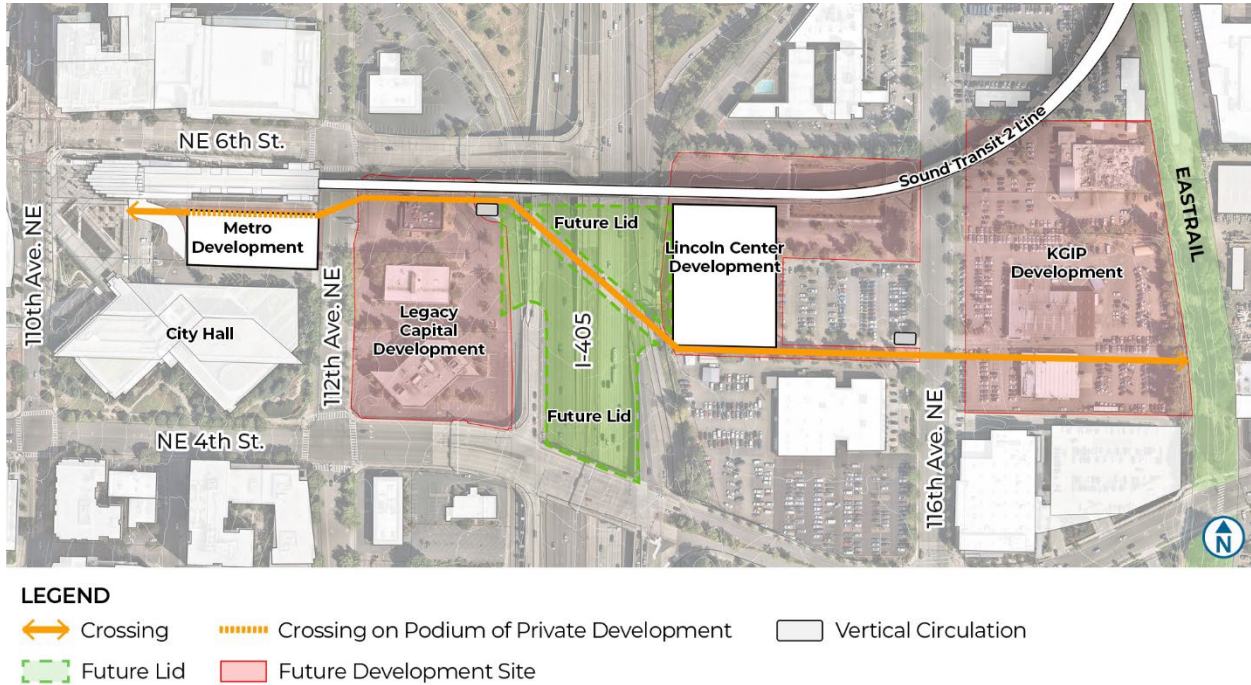 NE 6th St.
Sound Transit 2 Line
EASTRAIL
110th Ave. NE
Metro
Development
Future Lid
Lincoln Center
Development
KGIP
Development
City Hall
112th Ave. NE
Legacy
Capital
Development
I-405
Future Lid
NE 4th St.
116th Ave. NE
N
LEGEND
Crossing
Crossing on Podium of Private Development
Vertical Circulation
Future Lid
Future Development Site